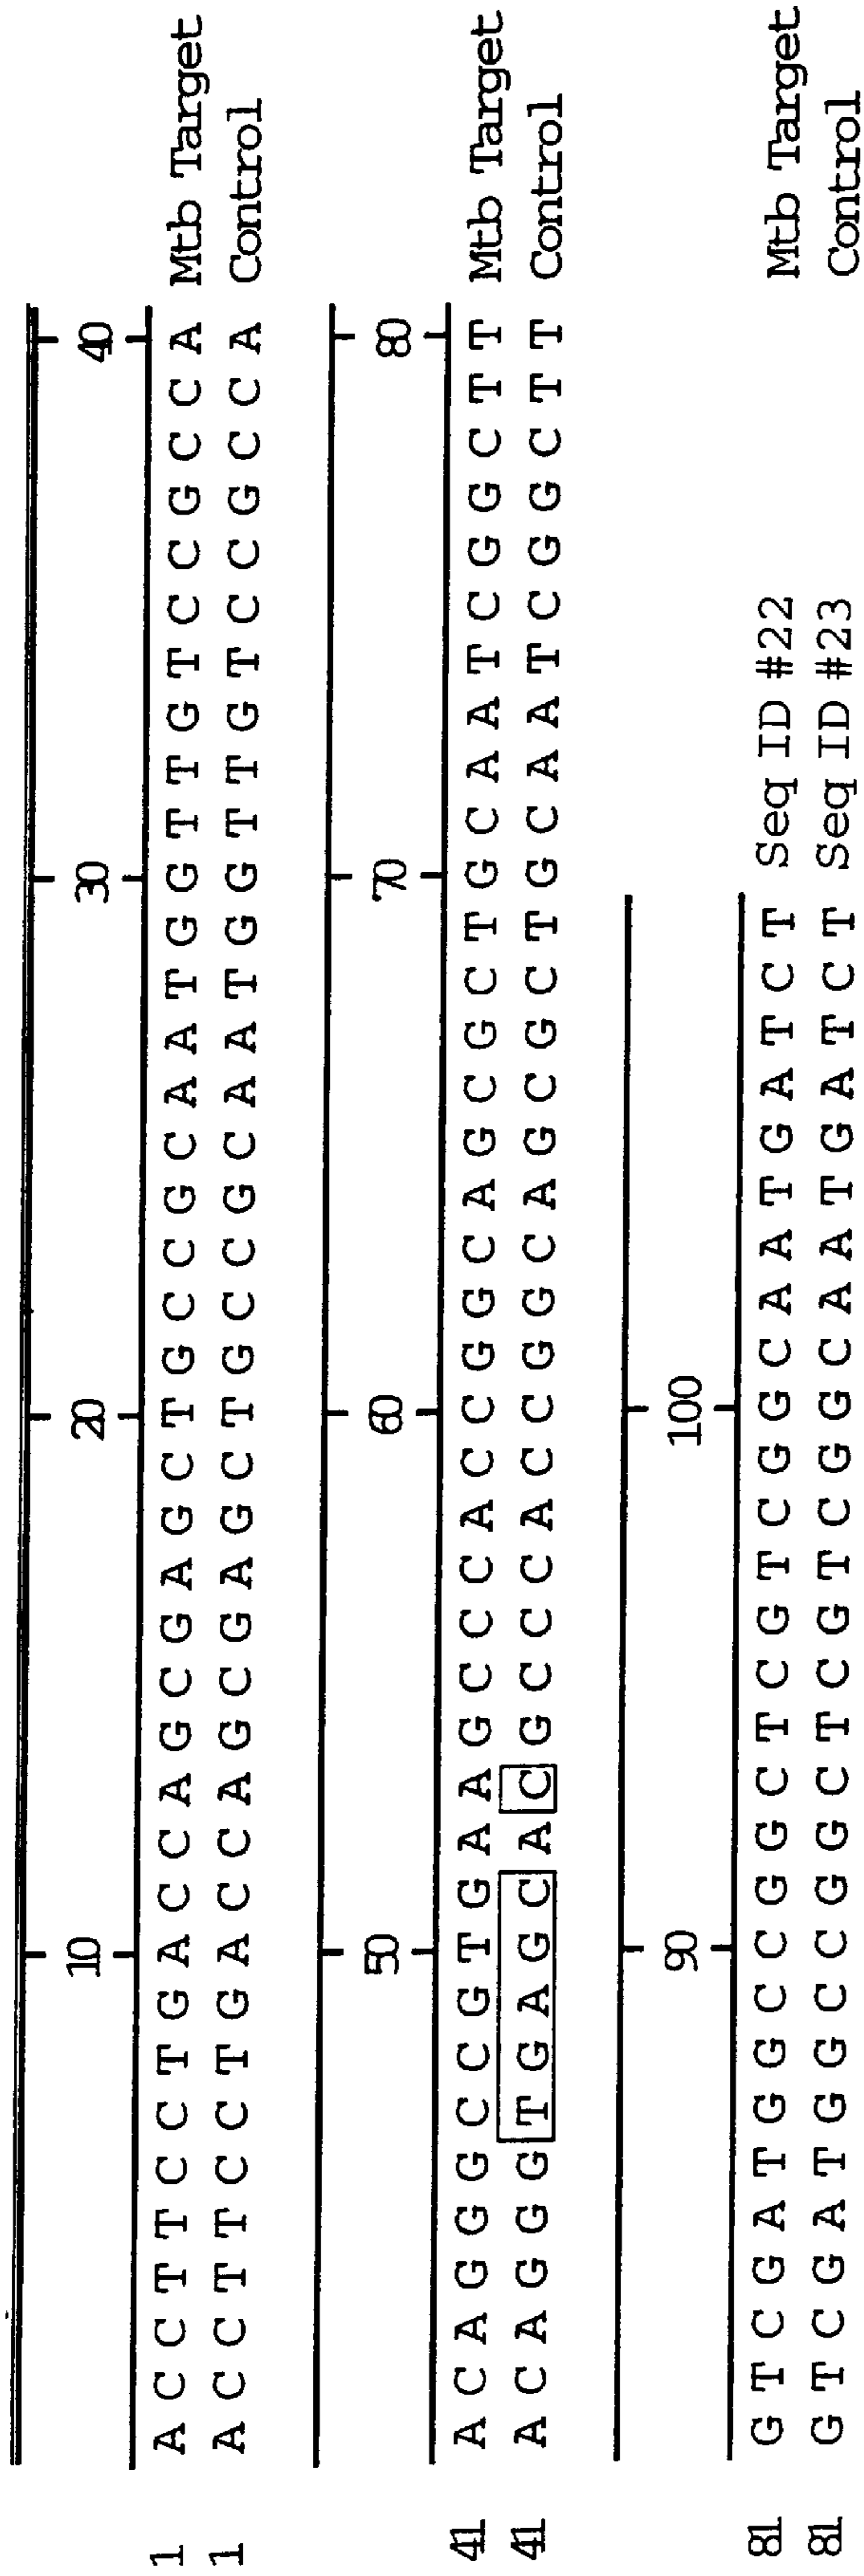 10 20 30 40
1 A C C T T C C T G A C C A G C G A G C T G C C G C A A T G G T T G T C C G C C A Mtb Target
1 A C C T T C C T G A C C A G C G A G C T G C C G C A A T G G T T G T C C G C C A Control
50 60 70 80
41 A C A G G G C C G T G A A G C C C A C C G G C A G C G C T G C A A T C G G C T T Mtb Target
41 A C A G G G T G A G C A C G C C C A C C G G C A G C G C T G C A A T C G G C T T Control
90 100
81 G T C G A T G G C C G G C T C G T C G G C A A T G A T C T Seq ID #22 Mtb Target
81 G T C G A T G G C C G G C T C G T C G G C A A T G A T C T Seq ID #23 Control